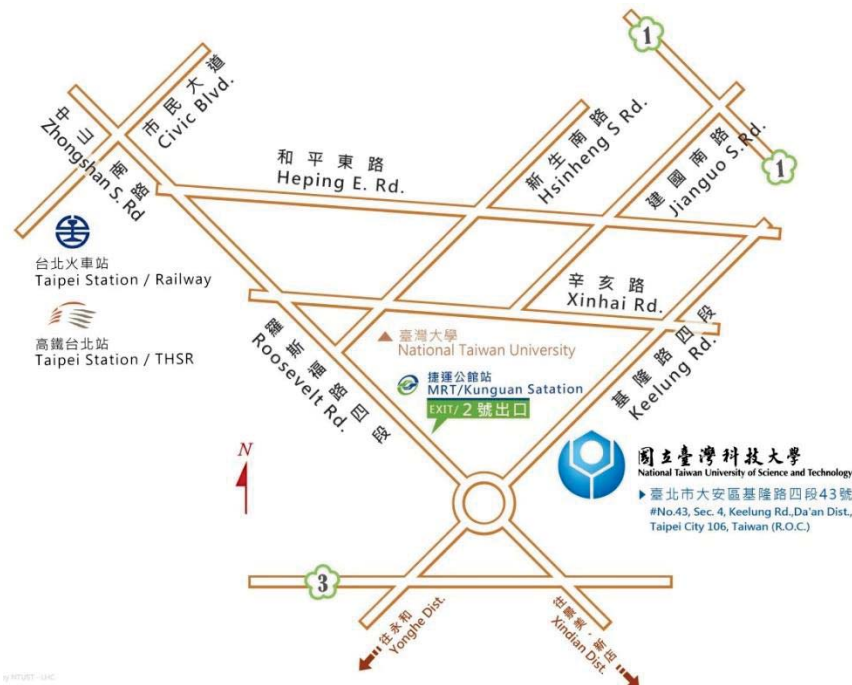 中山南路
Zhongshan S.Rd
市民大道
Civic Blvd.
和平東路
Heping E. Rd.
新生南路
Hsinheng S Rd.
建國南路
Jianguo S.Rd.
1
1
台北火車站
Taipei Station / Railway
高鐵台北站
Taipei Station / THSR
辛亥路
Xinhai Rd.
臺灣大學
National Taiwan University
羅斯福路四段
Roosevelt Rd.
捷運公館站
MRT/Kunguan Satation
EXIT/ 2 號出口
基隆路四段
Keelung Rd.
N
國立臺灣科技大學
National Taiwan University of Science and Technology
臺北市大安區基隆路四段43號
#No.43, Sec. 4, Keelung Rd.,Da'an Dist.,
Taipei City 106, Taiwan (R.O.C.)
3
往永和
Yonghe Dist.
往景美·新店
Xindian Dist.